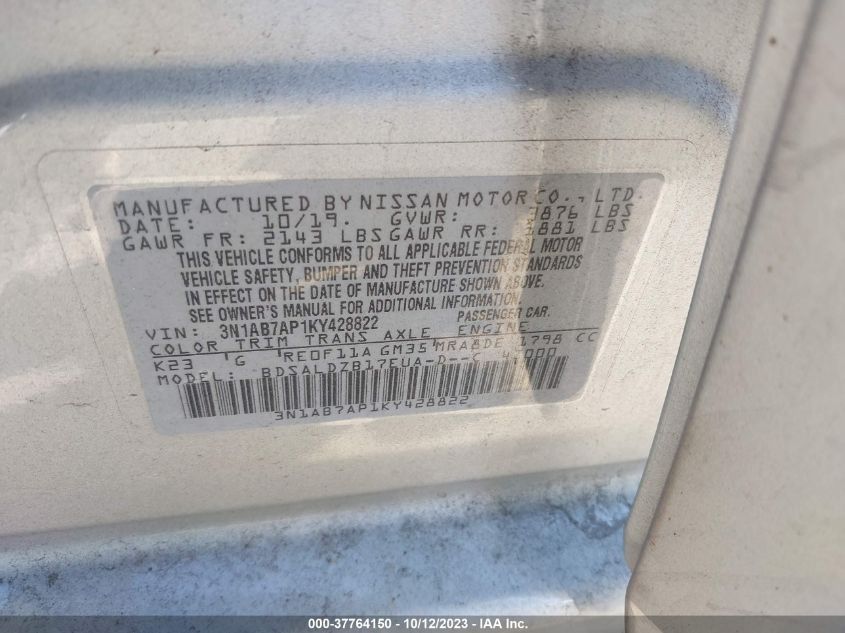 MANUFACTURED BY NISSAN MOTOR CO., LTD.
DATE: 10/19. GVWR: 3876 LBS
GAWR FR: 2143 LBS GAWR RR: 1881 LBS
THIS VEHICLE CONFORMS TO ALL APPLICABLE FEDERAL MOTOR
VEHICLE SAFETY, BUMPER AND THEFT PREVENTION STANDARDS
IN EFFECT ON THE DATE OF MANUFACTURE SHOWN ABOVE.
SEE OWNER'S MANUAL FOR ADDITIONAL INFORMATION.
VIN: 3N1AB7AP1KY428822 PASSENGER CAR.
COLOR TRIM TRANS AXLE ENGINE
K23 G RE0F11A GM35 MRA8DE 1798 CC
MODEL: BDSALDZB17EUA-D--C
3N1AB7AP1KY428822
000-37764150 - 10/12/2023 - IAA Inc.